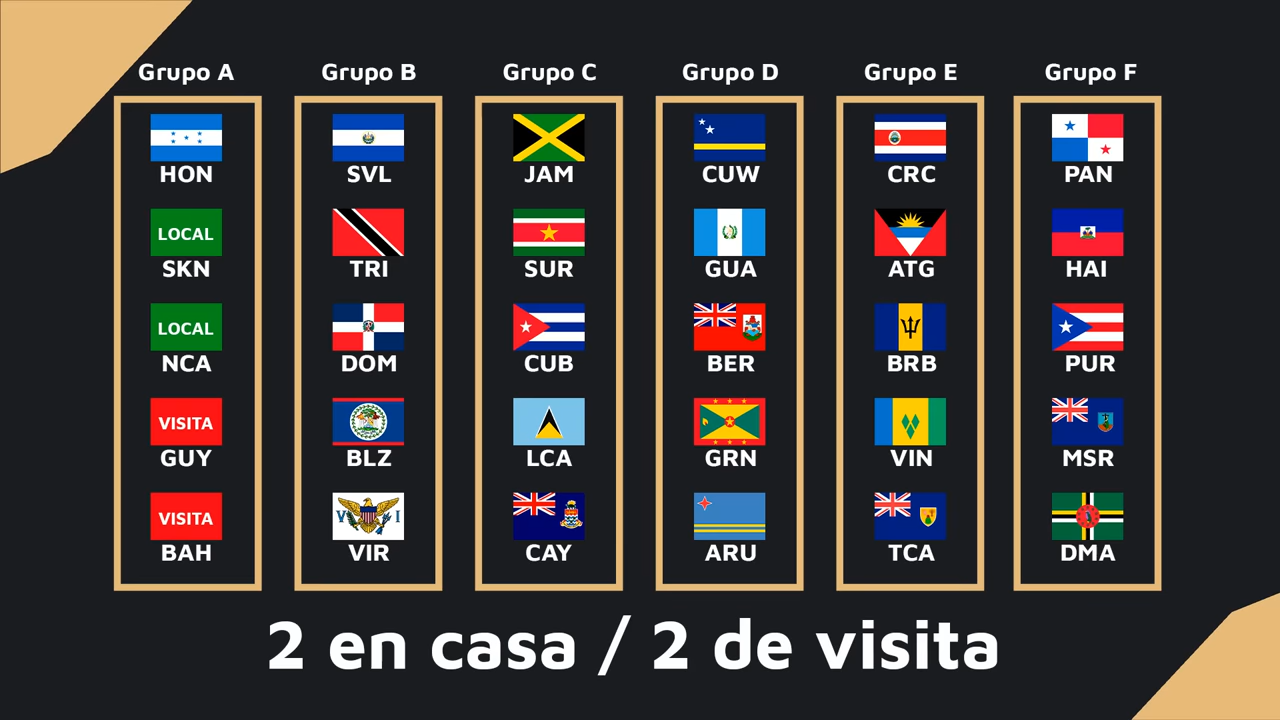 Grupo A
HON
LOCAL
SKN
LOCAL
NCA
VISITA
GUY
VISITA
BAH
Grupo B
SVL
TRI
DOM
BLZ
V I
VIR
Grupo C
JAM
SUR
CUB
LCA
CAY
Grupo D
CUW
GUA
BER
GRN
ARU
Grupo E
CRC
ATG
BRB
VIN
TCA
Grupo F
PAN
HAI
PUR
MSR
DMA
2 en casa / 2 de visita